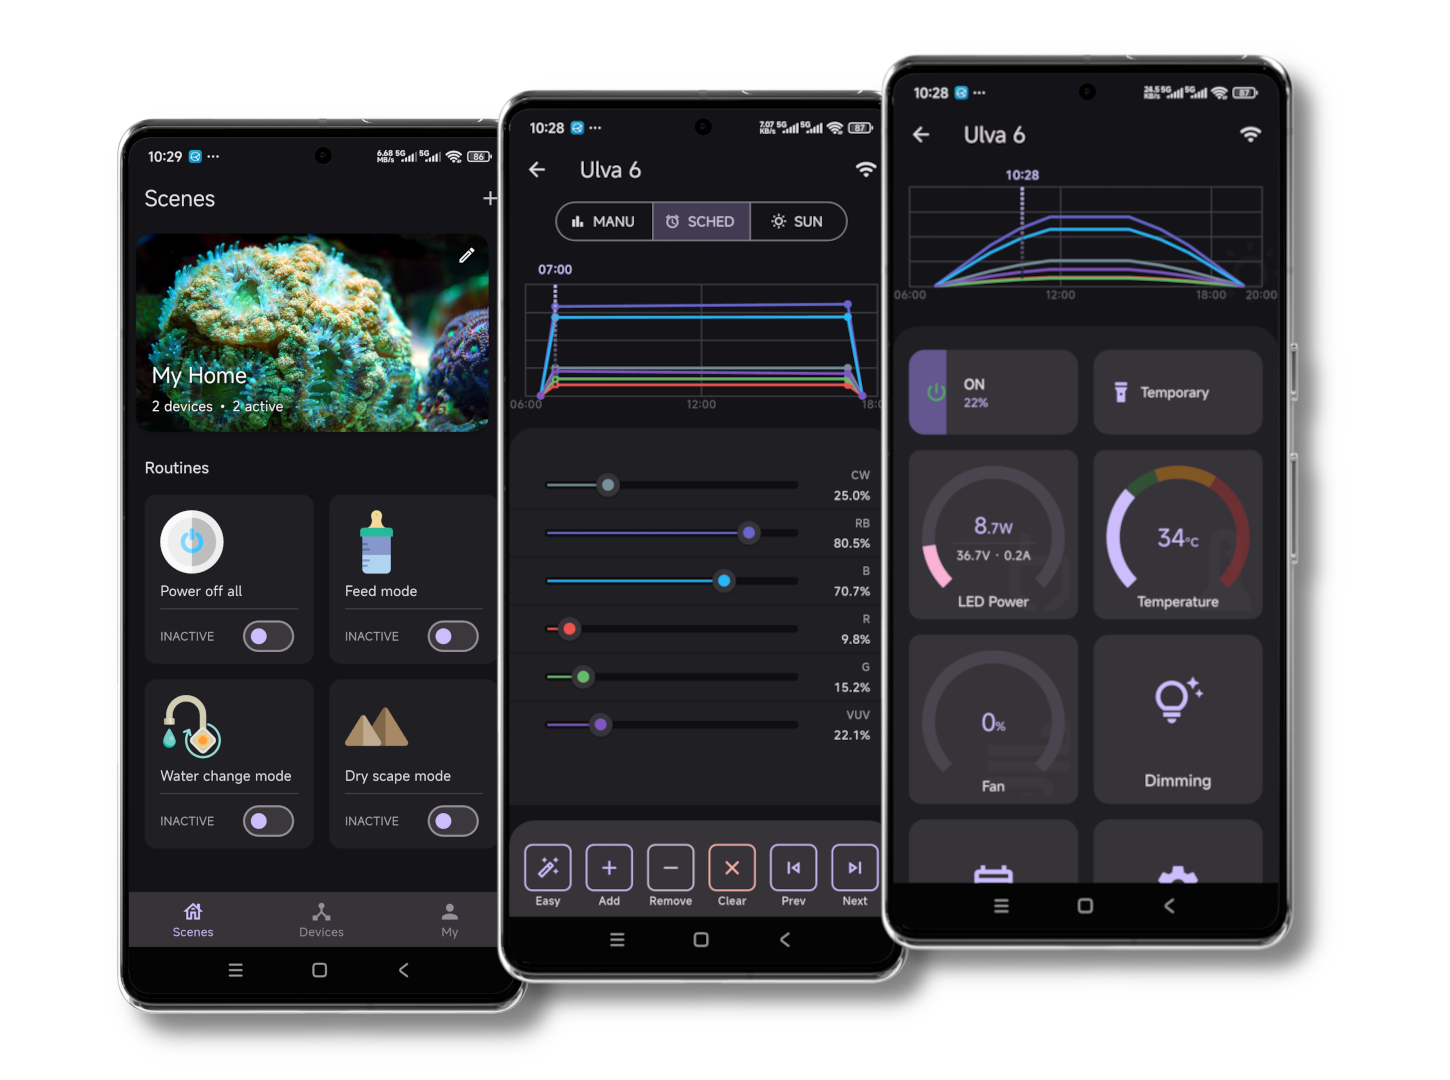 10:29
6.68 5G 5G
MB/s
86
Scenes
My Home
2 devices • 2 active
Routines
Power off all
Feed mode
INACTIVE
INACTIVE
Water change mode
Dry scape mode
INACTIVE
INACTIVE
Scenes
Devices
My
10:28
7.07 5G 5G
KB/s
87
Ulva 6
MANU
SCHED
SUN
07:00
06:00
12:00
18:0
CW
25.0%
RB
80.5%
B
70.7%
R
9.8%
G
15.2%
VUV
22.1%
Easy
Add
Remove
Clear
Prev
Next
10:28
24.5 5G 5G
KB/s
87
Ulva 6
10:28
06:00
12:00
18:00
20:00
ON
22%
Temporary
8.7W
36.7V · 0.2A
LED Power
34°C
Temperature
0%
Fan
Dimming